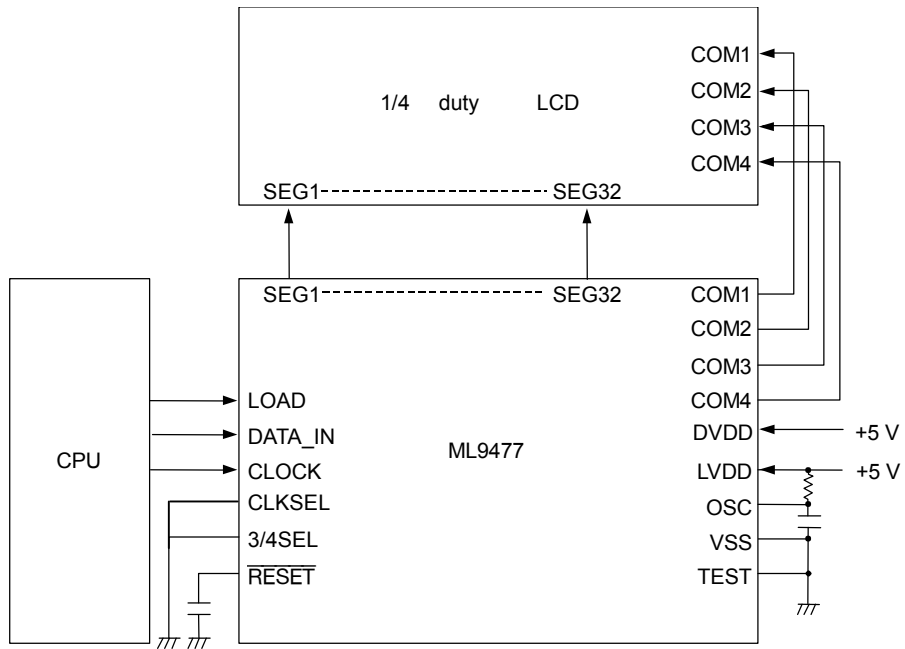 COM1
COM2
1/4 duty LCD
COM3
COM4
SEG1 SEG32
SEG1 SEG32
COM1
COM2
COM3
COM4
CPU
LOAD
DATA_IN
CLOCK
CLKSEL
3/4SEL
RESET
ML9477
DVDD
+5 V
LVDD
+5 V
OSC
VSS
TEST